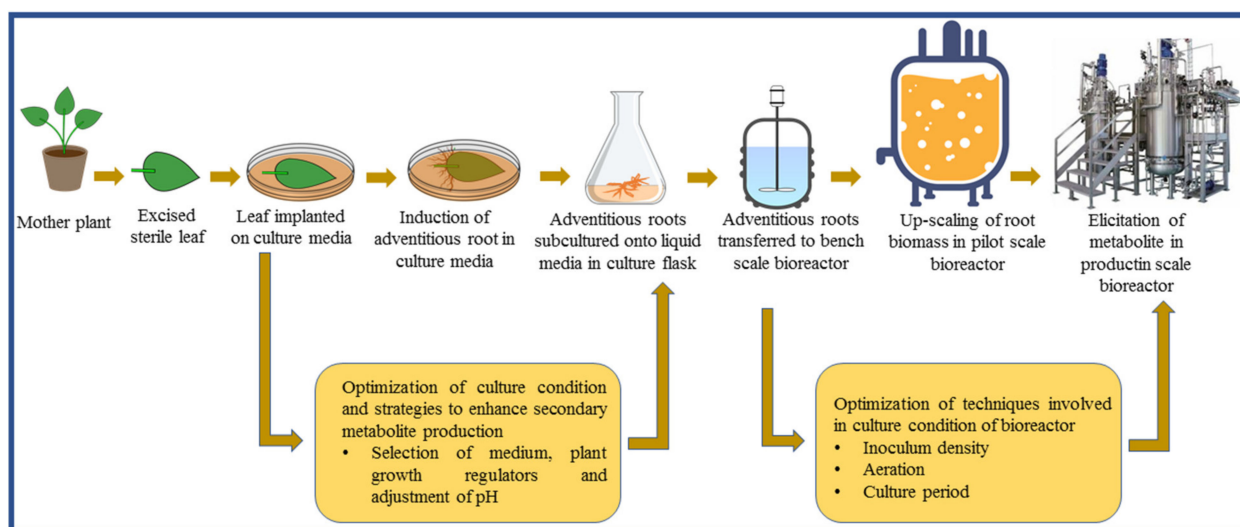 Mother plant
Excised
sterile leaf
Leaf implanted
on culture media
Induction of
adventitious root in
culture media
Adventitious roots
subcultured onto liquid
media in culture flask
Adventitious roots
transferred to bench
scale bioreactor
Up-scaling of root
biomass in pilot scale
bioreactor
Elicitation of
metabolite in
productin scale
bioreactor
Optimization of culture condition
and strategies to enhance secondary
metabolite production
• Selection of medium, plant
growth regulators and
adjustment of pH
Optimization of techniques involved
in culture condition of bioreactor
• Inoculum density
• Aeration
• Culture period